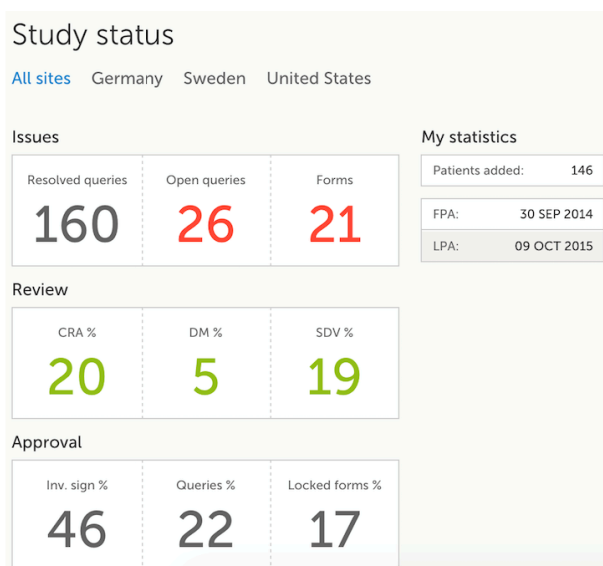 Study status
All sites Germany Sweden United States
Issues
Resolved queries Open queries Forms
160 26 21
Review
CRA % DM % SDV %
20 5 19
Approval
Inv. sign % Queries % Locked forms %
46 22 17
My statistics
Patients added: 146
FPA: 30 SEP 2014
LPA: 09 OCT 2015